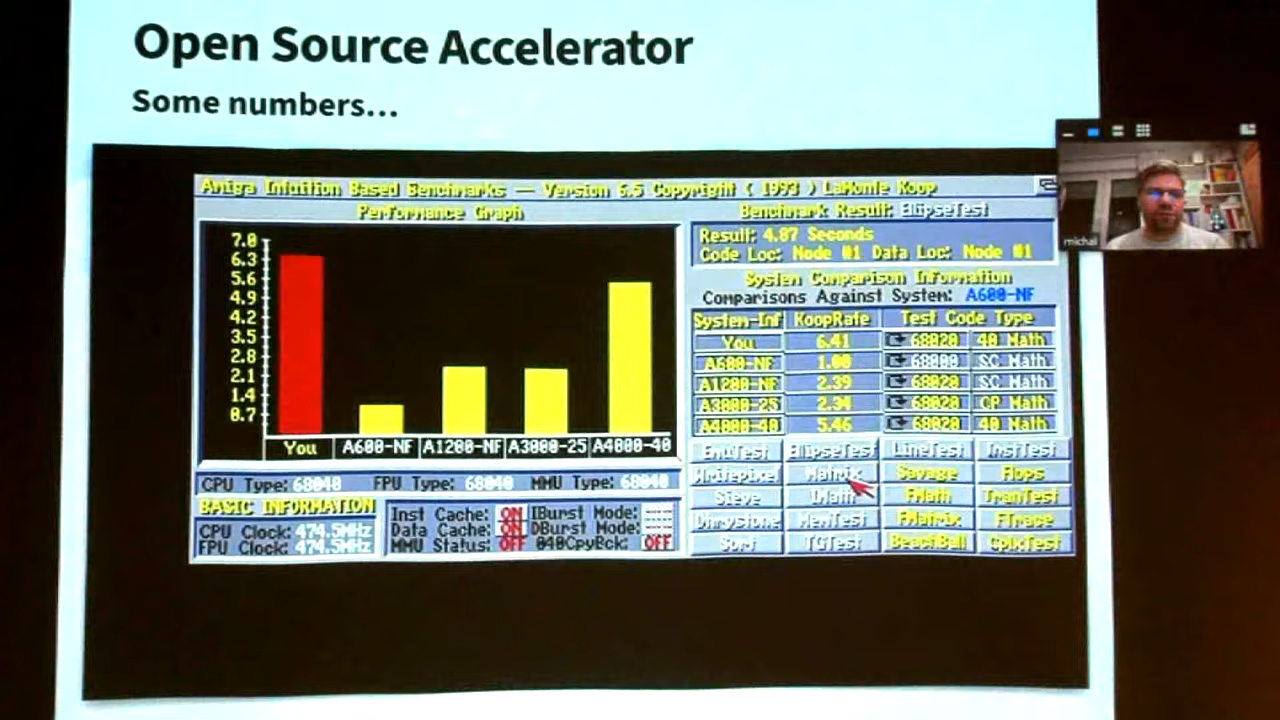 Open Source Accelerator
Some numbers...
Amiga Intuition Based Benchmarks — Version 6.5 Copyright ( 1993 ) LaMonte Koop
Performance Graph
7.0
6.3
5.6
4.9
4.2
3.5
2.8
2.1
1.4
0.7
You A600-NF A1200-NF A3000-25 A4000-40
CPU Type: 68040 FPU Type: 68040 MMU Type: 68040
BASIC INFORMATION
CPU Clock: 474.5MHz
FPU Clock: 474.5MHz
Inst Cache: ON IBurst Mode: ----
Data Cache: ON DBurst Mode: ----
MMU Status: OFF 040CpyBck: OFF
Benchmark Result: EllipseTest
Result: 4.87 Seconds
Code Loc: Node #1 Data Loc: Node #1
System Comparison Information
Comparisons Against System: A600-NF
System-Inf KoopRate Test Code Type
You 6.41 68020 40 Math
A600-NF 1.00 68000 SC Math
A1200-NF 2.39 68020 SC Math
A3000-25 2.34 68020 CP Math
A4000-40 5.46 68020 40 Math
EmuTest EllipseTest LineTest InstTest
Writepixel Matrix Savage Flops
Sieve IMath FMath TranTest
Dhrystone MemTest FMatrix FTrace
Sort TGTest BeachBall CplxTest
michal